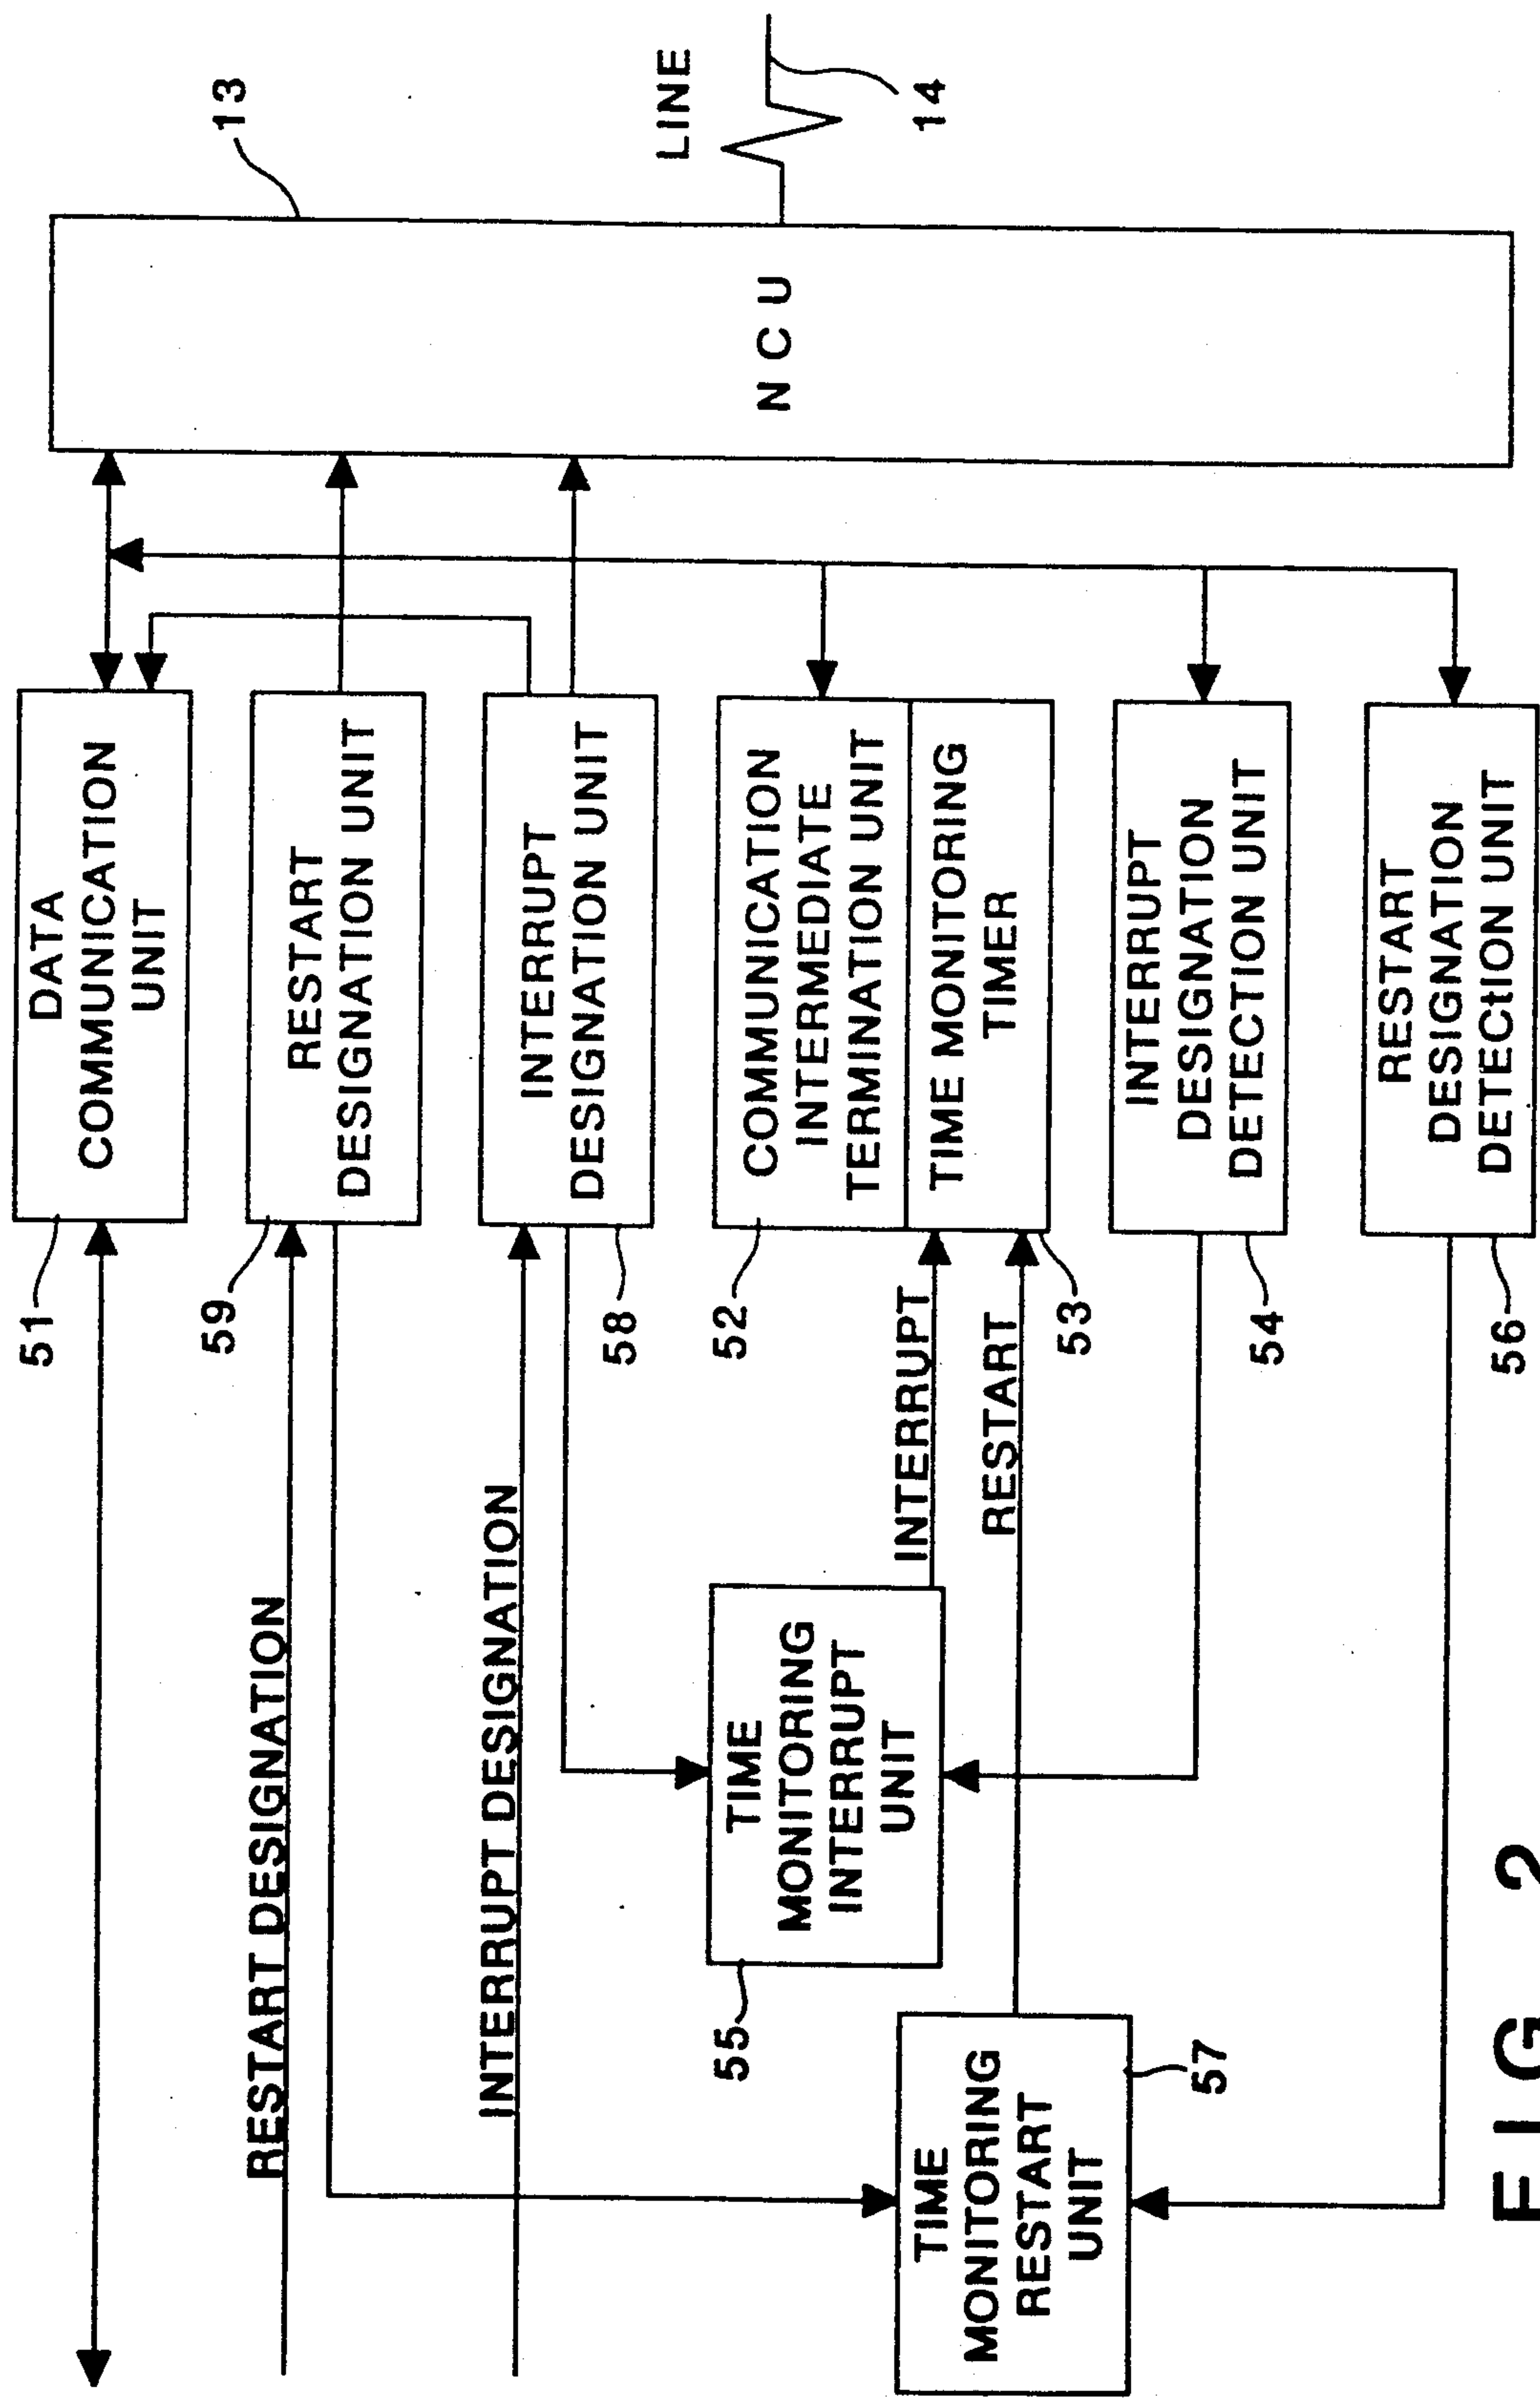 DATA
COMMUNICATION
UNIT
51
RESTART DESIGNATION
RESTART
DESIGNATION UNIT
59
INTERRUPT DESIGNATION
INTERRUPT
DESIGNATION UNIT
58
COMMUNICATION
INTERMEDIATE
TERMINATION UNIT
52
TIME MONITORING
TIMER
53
INTERRUPT
RESTART
TIME
MONITORING
INTERRUPT
UNIT
55
INTERRUPT
DESIGNATION
DETECTION UNIT
54
TIME
MONITORING
RESTART
UNIT
57
RESTART
DESIGNATION
DETECtION UNIT
56
NCU
13
LINE
14
FIG 2